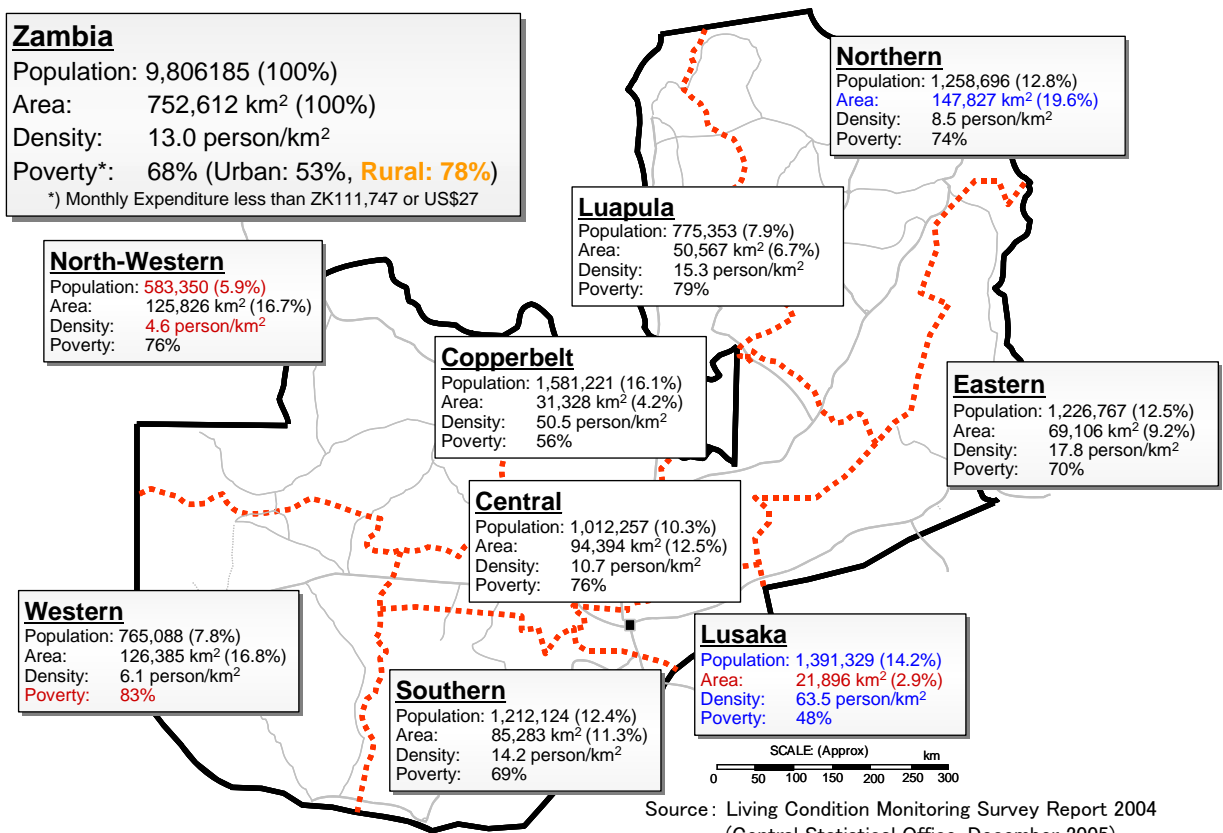 Zambia
Population: 9,806185 (100%)
Area: 752,612 km² (100%)
Density: 13.0 person/km²
Poverty*: 68% (Urban: 53%, Rural: 78%)
*) Monthly Expenditure less than ZK111,747 or US$27
Northern
Population: 1,258,696 (12.8%)
Area: 147,827 km² (19.6%)
Density: 8.5 person/km²
Poverty: 74%
Luapula
Population: 775,353 (7.9%)
Area: 50,567 km² (6.7%)
Density: 15.3 person/km²
Poverty: 79%
North-Western
Population: 583,350 (5.9%)
Area: 125,826 km² (16.7%)
Density: 4.6 person/km²
Poverty: 76%
Copperbelt
Population: 1,581,221 (16.1%)
Area: 31,328 km² (4.2%)
Density: 50.5 person/km²
Poverty: 56%
Eastern
Population: 1,226,767 (12.5%)
Area: 69,106 km² (9.2%)
Density: 17.8 person/km²
Poverty: 70%
Central
Population: 1,012,257 (10.3%)
Area: 94,394 km² (12.5%)
Density: 10.7 person/km²
Poverty: 76%
Western
Population: 765,088 (7.8%)
Area: 126,385 km² (16.8%)
Density: 6.1 person/km²
Poverty: 83%
Southern
Population: 1,212,124 (12.4%)
Area: 85,283 km² (11.3%)
Density: 14.2 person/km²
Poverty: 69%
Lusaka
Population: 1,391,329 (14.2%)
Area: 21,896 km² (2.9%)
Density: 63.5 person/km²
Poverty: 48%
SCALE: (Approx) km
0 50 100 150 200 250 300
Source: Living Condition Monitoring Survey Report 2004
(Central Statistical Office, December 2005)